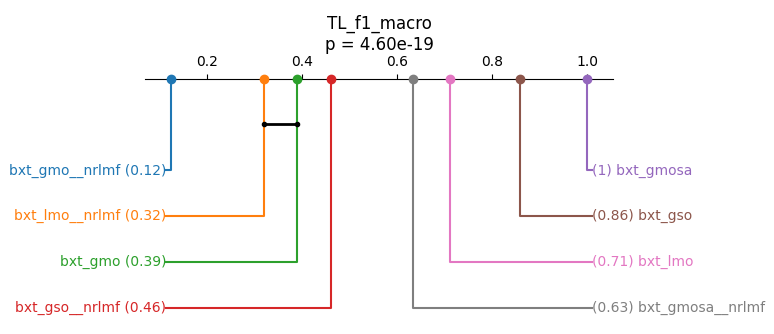 TL_f1_macro
p = 4.60e-19
0.2 0.4 0.6 0.8 1.0
bxt_gmo__nrlmf (0.12) (1) bxt_gmosa
bxt_lmo__nrlmf (0.32) (0.86) bxt_gso
bxt_gmo (0.39) (0.71) bxt_lmo
bxt_gso__nrlmf (0.46) (0.63) bxt_gmosa__nrlmf